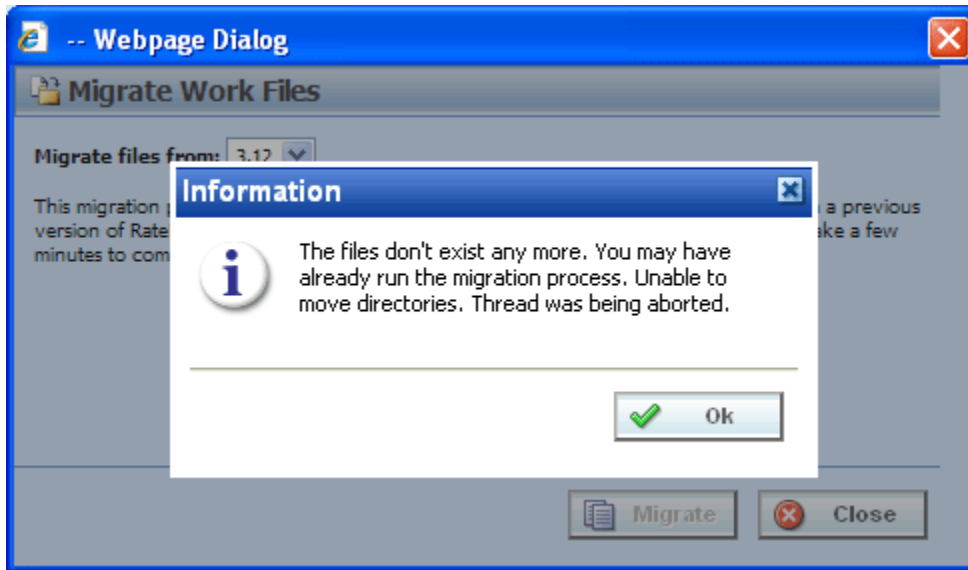 -- Webpage Dialog
Migrate Work Files
Migrate files from: 3.12
Information
This migration a previous
version of Rate ake a few
minutes to com
The files don't exist any more. You may have
already run the migration process. Unable to
move directories. Thread was being aborted.
Ok
Migrate
Close